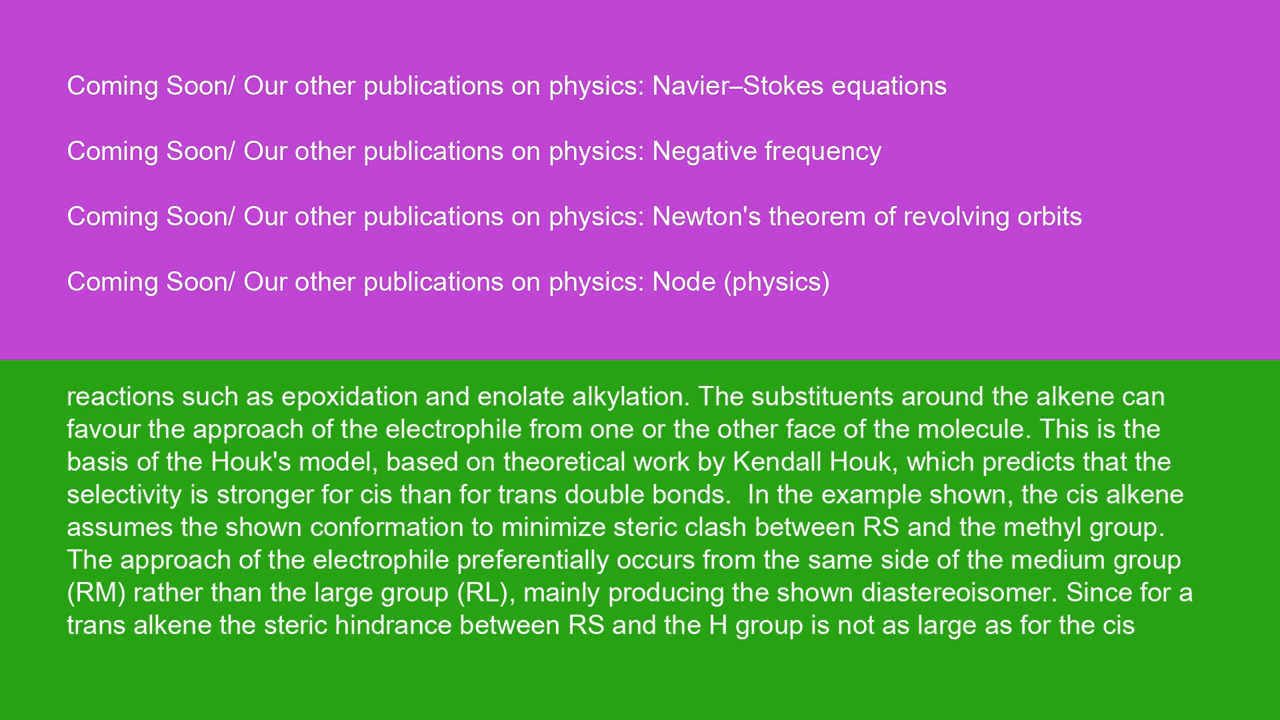 Coming Soon/ Our other publications on physics: Navier–Stokes equations
Coming Soon/ Our other publications on physics: Negative frequency
Coming Soon/ Our other publications on physics: Newton's theorem of revolving orbits
Coming Soon/ Our other publications on physics: Node (physics)
reactions such as epoxidation and enolate alkylation. The substituents around the alkene can
favour the approach of the electrophile from one or the other face of the molecule. This is the
basis of the Houk's model, based on theoretical work by Kendall Houk, which predicts that the
selectivity is stronger for cis than for trans double bonds.  In the example shown, the cis alkene
assumes the shown conformation to minimize steric clash between RS and the methyl group.
The approach of the electrophile preferentially occurs from the same side of the medium group
(RM) rather than the large group (RL), mainly producing the shown diastereoisomer. Since for a
trans alkene the steric hindrance between RS and the H group is not as large as for the cis